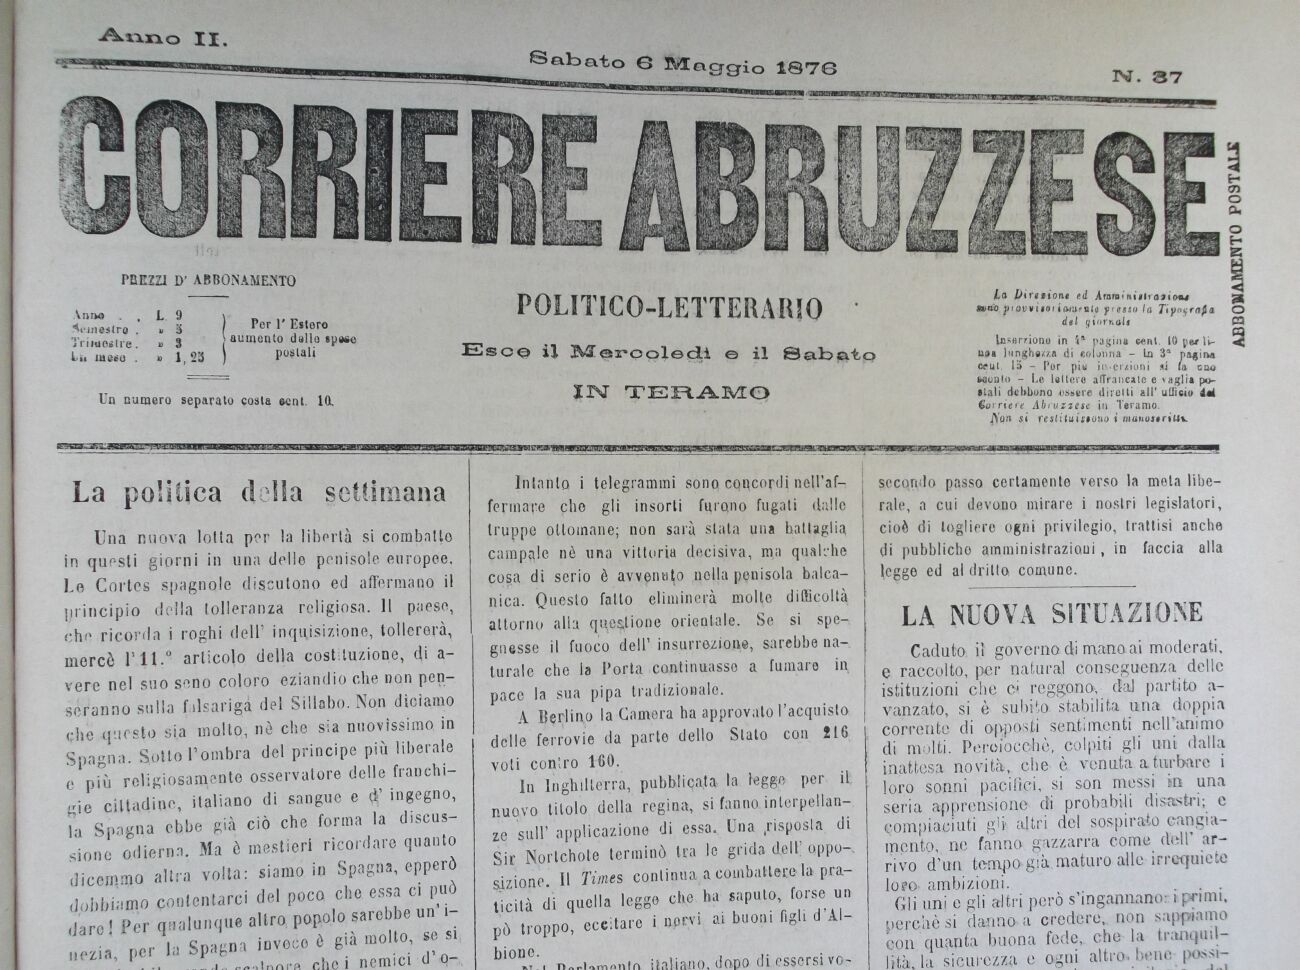 Anno II.
Sabato 6 Maggio 1876
N. 37
CORRIERE ABRUZZESE
ABBONAMENTO POSTALE
PREZZI D' ABBONAMENTO
Anno . . L. 9
Semestre . » 5
Trimestre. » 3
Un mese . » 1,25
Per l' Estero
aumento delle spese
postali
Un numero separato costa cent. 10.
POLITICO-LETTERARIO
Esce il Mercoledì e il Sabato
IN TERAMO
La Direzione ed Amministrazione
sono provvisoriamente presso la Tipografia
del giornale
Inserzione in 4ª pagina cent. 10 per li-
nea lunghezza di colonna - In 3ª pagina
cent. 15 - Per più inserzioni si fa uno
sconto - Le lettere affrancate e vaglia po-
stali debbono essere diretti all' ufficio del
Corriere Abruzzese in Teramo.
Non si restituiscono i manoscritti.
La politica della settimana
Una nuova lotta per la libertà si combatte
in questi giorni in una delle penisole europee.
Le Cortes spagnole discutono ed affermano il
principio della tolleranza religiosa. Il paese,
che ricorda i roghi dell' inquisizione, tollererà,
mercè l'11.º articolo della costituzione, di a-
vere nel suo seno coloro eziandio che non pen-
seranno sulla falsariga del Sillabo. Non diciamo
che questo sia molto, nè che sia nuovissimo in
Spagna. Sotto l'ombra del principe più liberale
e più religiosamente osservatore delle franchi-
gie cittadine, italiano di sangue e d' ingegno,
la Spagna ebbe già ciò che forma la discus-
sione odierna. Ma è mestieri ricordare quanto
dicemmo altra volta: siamo in Spagna, epperò
dobbiamo contentarci del poco che essa ci può
dare! Per qualunque altro popolo sarebbe un'i-
nezia, per la Spagna invece è già molto, se si
che i nemici d'o-
Intanto i telegrammi sono concordi nell'af-
fermare che gli insorti furono fugati dalle
truppe ottomane; non sarà stata una battaglia
campale nè una vittoria decisiva, ma qualche
cosa di serio è avvenuto nella penisola balca-
nica. Questo fatto eliminerà molte difficoltà
attorno alla questione orientale. Se si spe-
gnesse il fuoco dell' insurrezione, sarebbe na-
turale che la Porta continuasse a fumare in
pace la sua pipa tradizionale.
A Berlino la Camera ha approvato l'acquisto
delle ferrovie da parte dello Stato con 216
voti contro 160.
In Inghilterra, pubblicata la legge per il
nuovo titolo della regina, si fanno interpellan-
ze sull' applicazione di essa. Una risposta di
Sir Nortchote terminò tra le grida dell' oppo-
sizione. Il Times continua a combattere la pra-
ticità di quella legge che ha saputo, forse un
pò troppo, eccitare i nervi ai buoni figli d'Al-
bione.
Nel Parlamento italiano, dopo di essersi vo-
secondo passo certamente verso la meta libe-
rale, a cui devono mirare i nostri legislatori,
cioè di togliere ogni privilegio, trattisi anche
di pubbliche amministrazioni, in faccia alla
legge ed al dritto comune.
LA NUOVA SITUAZIONE
Caduto il governo di mano ai moderati,
e raccolto, per natural conseguenza delle
istituzioni che ci reggono, dal partito a-
vanzato, si è subito stabilita una doppia
corrente di opposti sentimenti nell'animo
di molti. Perciocchè, colpiti gli uni dalla
inattesa novità, che è venuta a turbare i
loro sonni pacifici, si son messi in una
seria apprensione di probabili disastri; e
compiaciuti gli altri del sospirato cangia-
mento, ne fanno gazzarra come dell' ar-
rivo d'un tempo già maturo alle irrequiete
loro ambizioni.
Gli uni e gli altri però s'ingannano: i primi,
perchè si danno a credere, non sappiamo
con quanta buona fede, che la tranquil-
lità, la sicurezza e ogni altro bene possi-